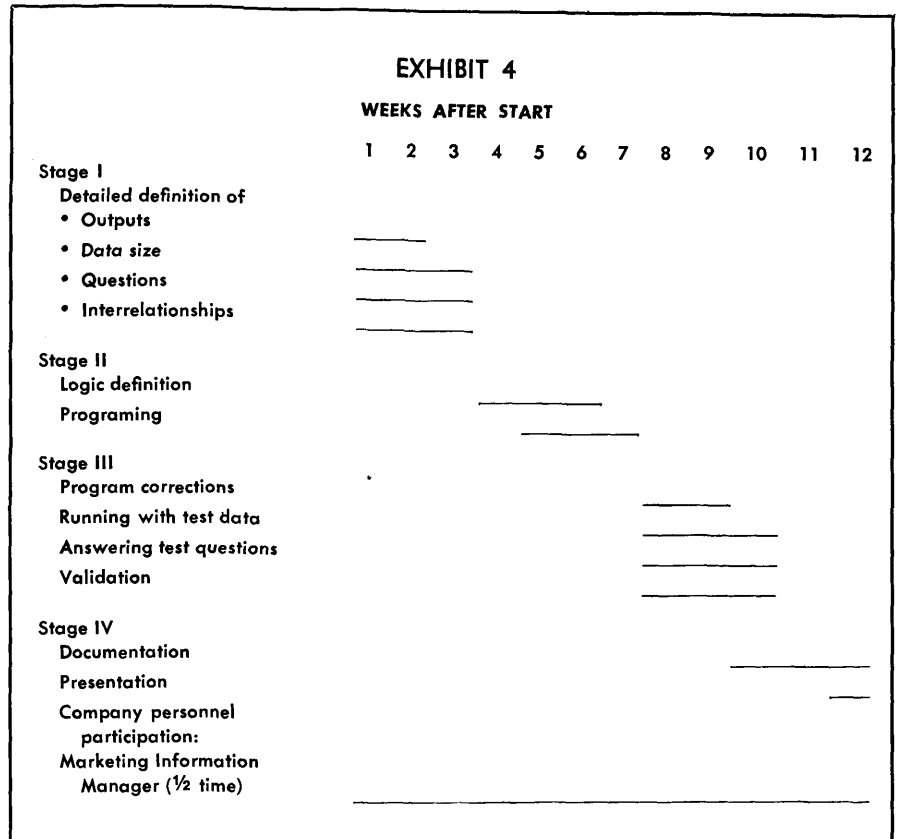 EXHIBIT 4
WEEKS AFTER START
1 2 3 4 5 6 7 8 9 10 11 12
Stage I
Detailed definition of
• Outputs
• Data size
• Questions
• Interrelationships
Stage II
Logic definition
Programing
Stage III
Program corrections
Running with test data
Answering test questions
Validation
Stage IV
Documentation
Presentation
Company personnel
participation:
Marketing Information
Manager (½ time)